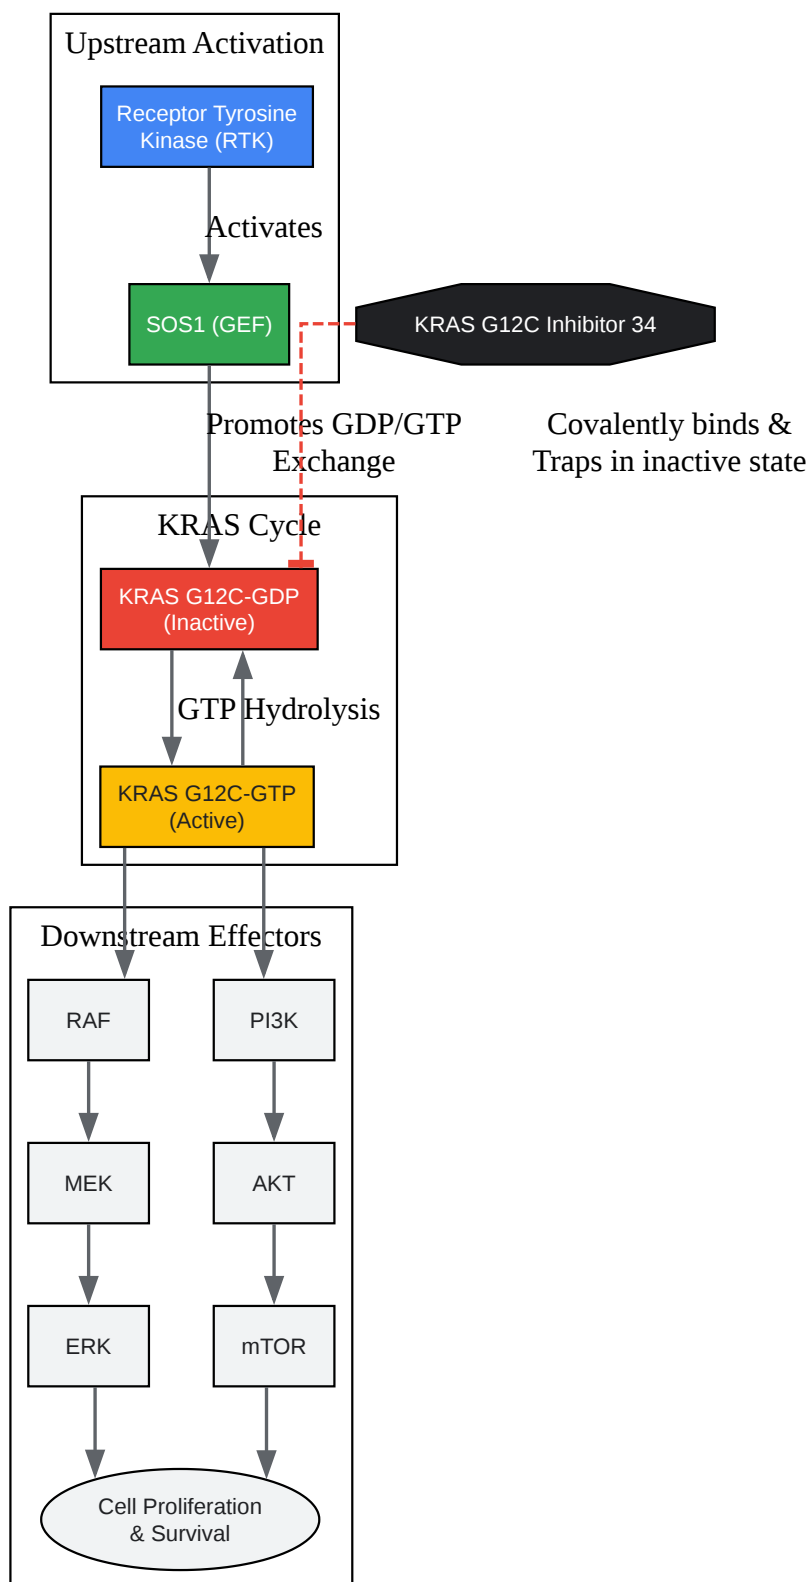 Upstream Activation
Receptor Tyrosine
Kinase (RTK)
Activates
SOS1 (GEF)
KRAS G12C Inhibitor 34
Promotes GDP/GTP
Exchange
Covalently binds &
Traps in inactive state
KRAS Cycle
KRAS G12C-GDP
(Inactive)
GTP Hydrolysis
KRAS G12C-GTP
(Active)
Downstream Effectors
RAF
PI3K
MEK
AKT
ERK
mTOR
Cell Proliferation
& Survival